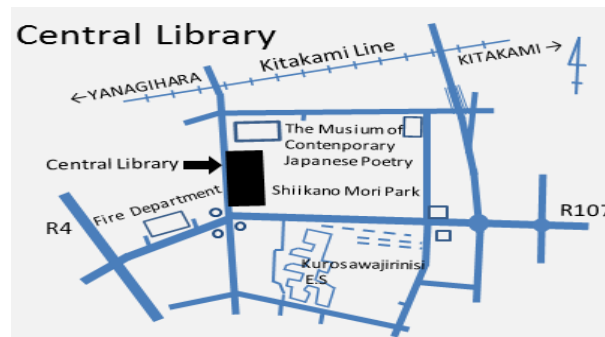 Central Library
Kitakami Line
KITAKAMI →
←YANAGIHARA
The Musium of
Contenporary
Japanese Poetry
Central Library
Shiikano Mori Park
Fire Department
R4
R107
Kurosawajirinisi
E.S